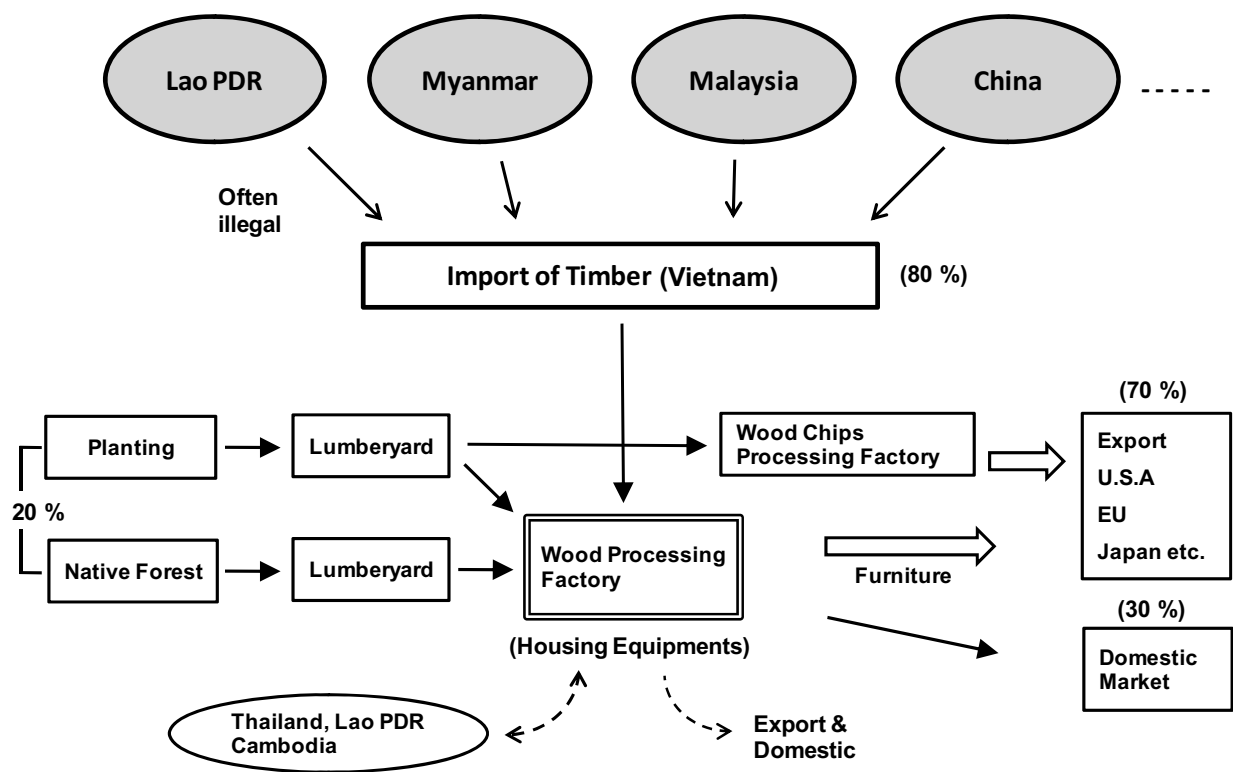 Lao PDR
Myanmar
Malaysia
China
-----
Often
illegal
Import of Timber (Vietnam)
(80 %)
(70 %)
Planting
Lumberyard
Wood Chips
Processing Factory
Export
U.S.A
EU
Japan etc.
20 %
Native Forest
Lumberyard
Wood Processing
Factory
Furniture
(30 %)
(Housing Equipments)
Domestic
Market
Thailand, Lao PDR
Cambodia
Export &
Domestic